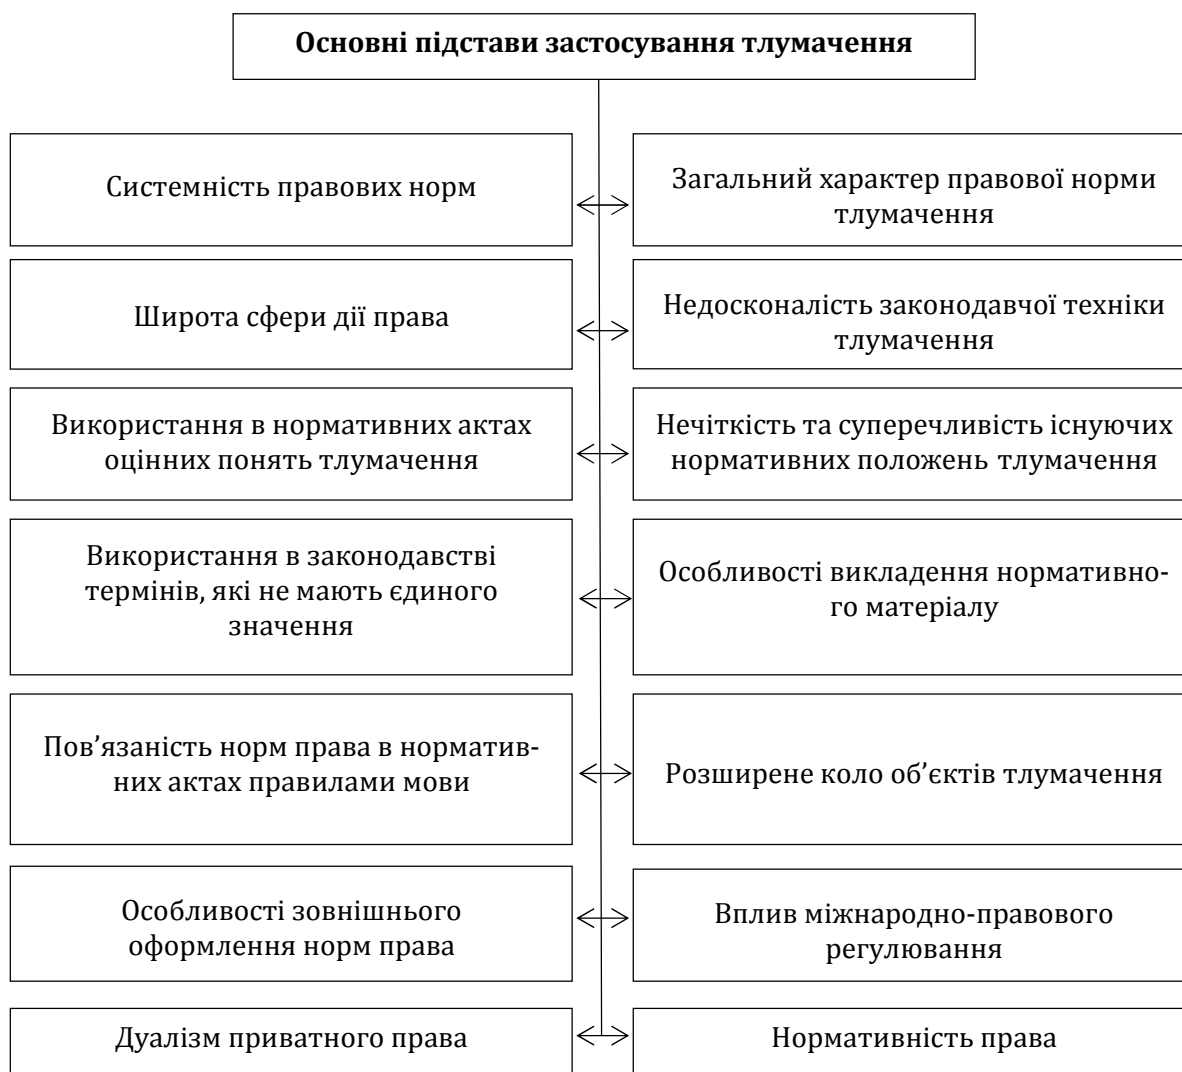 Основні підстави застосування тлумачення
Системність правових норм
Загальний характер правової норми
тлумачення
Широта сфери дії права
Недосконалість законодавчої техніки
тлумачення
Використання в нормативних актах
оцінних понять тлумачення
Нечіткість та суперечливість існуючих
нормативних положень тлумачення
Використання в законодавстві
термінів, які не мають єдиного
значення
Особливості викладення нормативно-
го матеріалу
Пов’язаність норм права в норматив-
них актах правилами мови
Розширене коло об’єктів тлумачення
Особливості зовнішнього
оформлення норм права
Вплив міжнародно-правового
регулювання
Дуалізм приватного права
Нормативність права